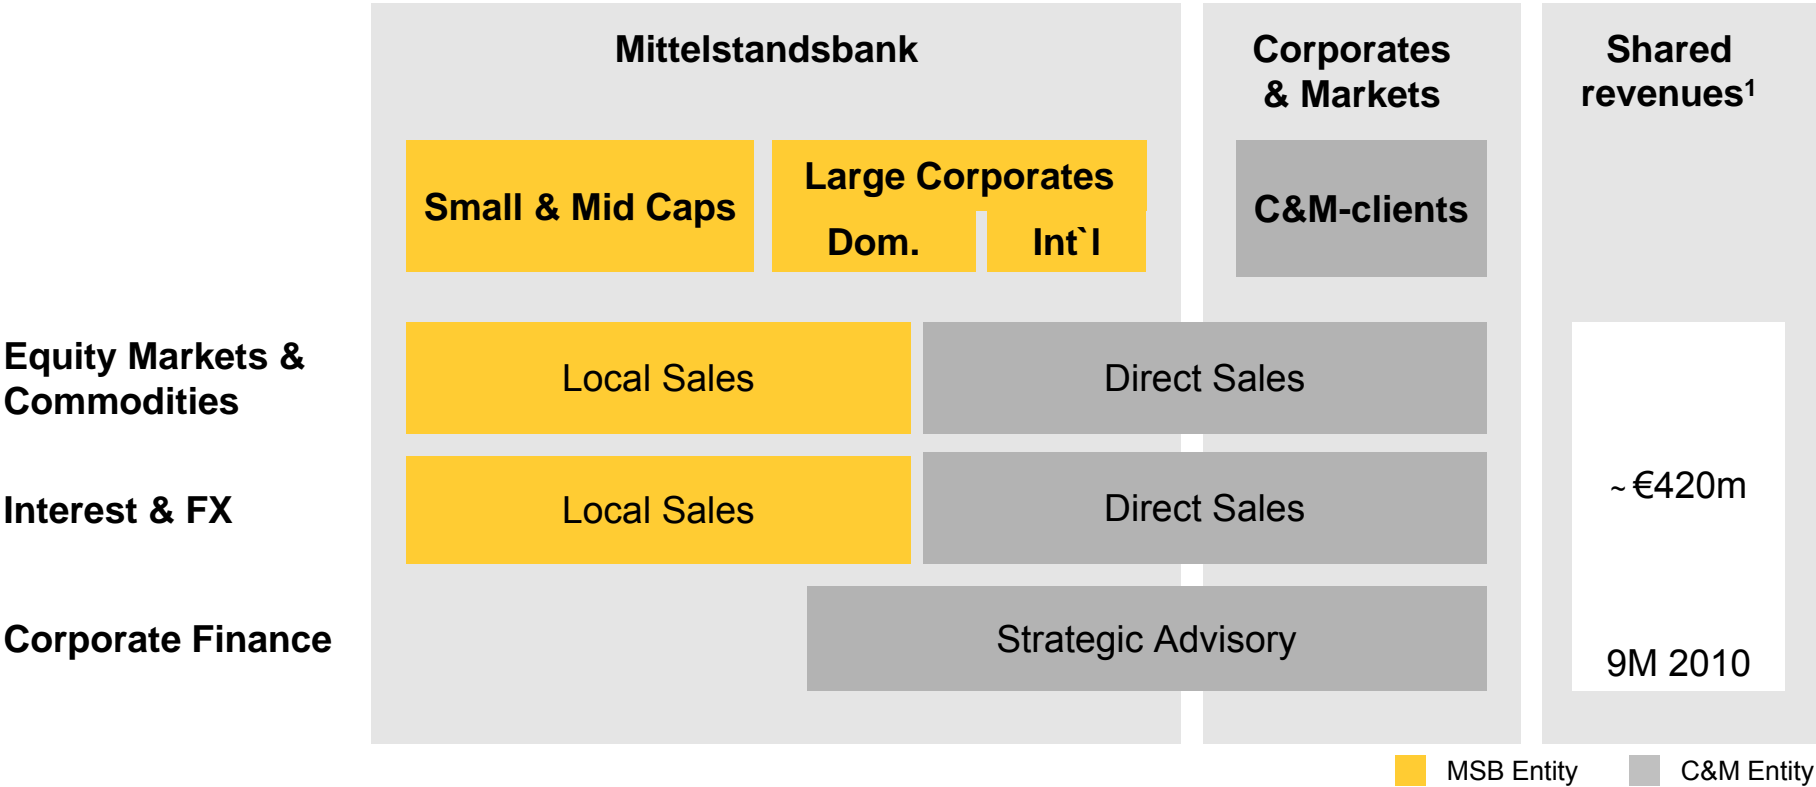 Mittelstandsbank
Corporates
& Markets
Shared
revenues¹
Small & Mid Caps
Large Corporates
Dom.
Int`l
C&M-clients
Equity Markets &
Commodities
Local Sales
Direct Sales
Interest & FX
Local Sales
Direct Sales
~ €420m
Corporate Finance
Strategic Advisory
9M 2010
MSB Entity
C&M Entity